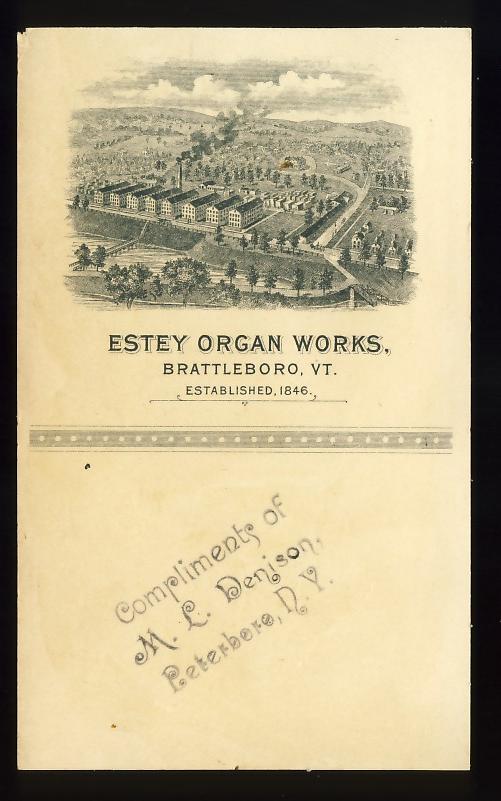 ESTEY ORGAN WORKS,
BRATTLEBORO, VT.
ESTABLISHED, 1846.
Compliments of
M. L. Denison,
Peterboro, N.Y.